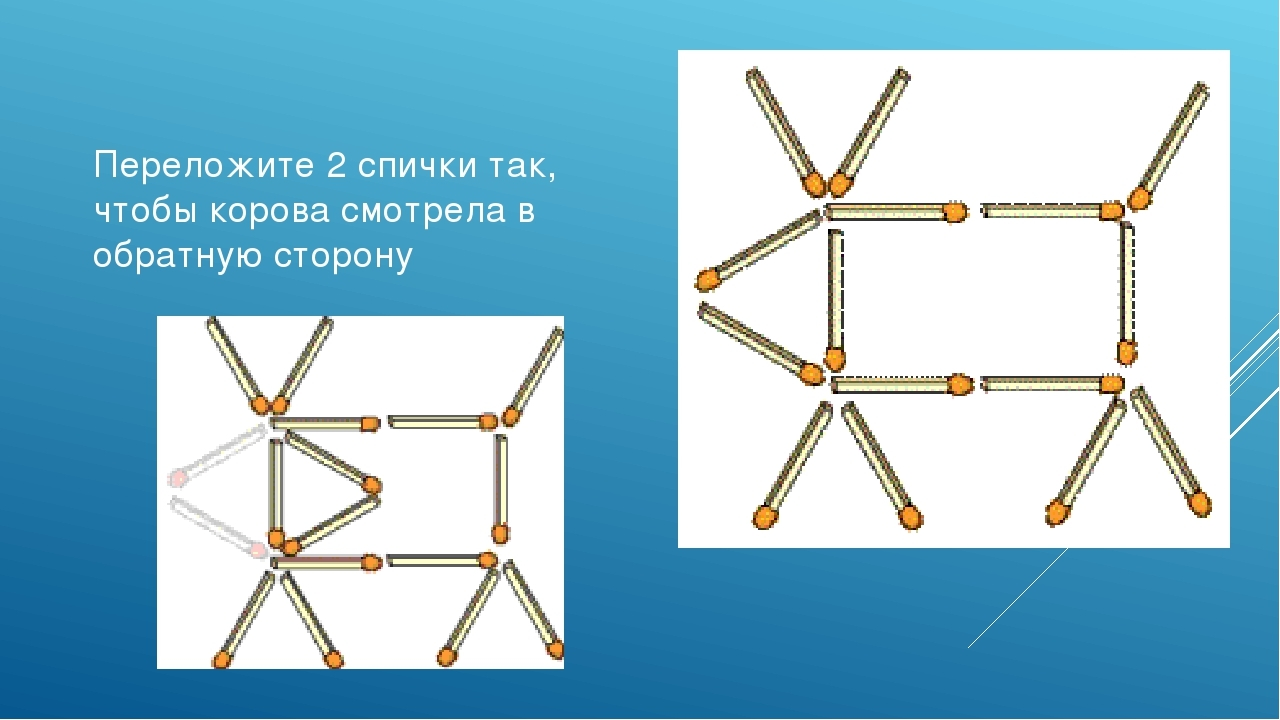 Переложите 2 спички так,
чтобы корова смотрела в
обратную сторону